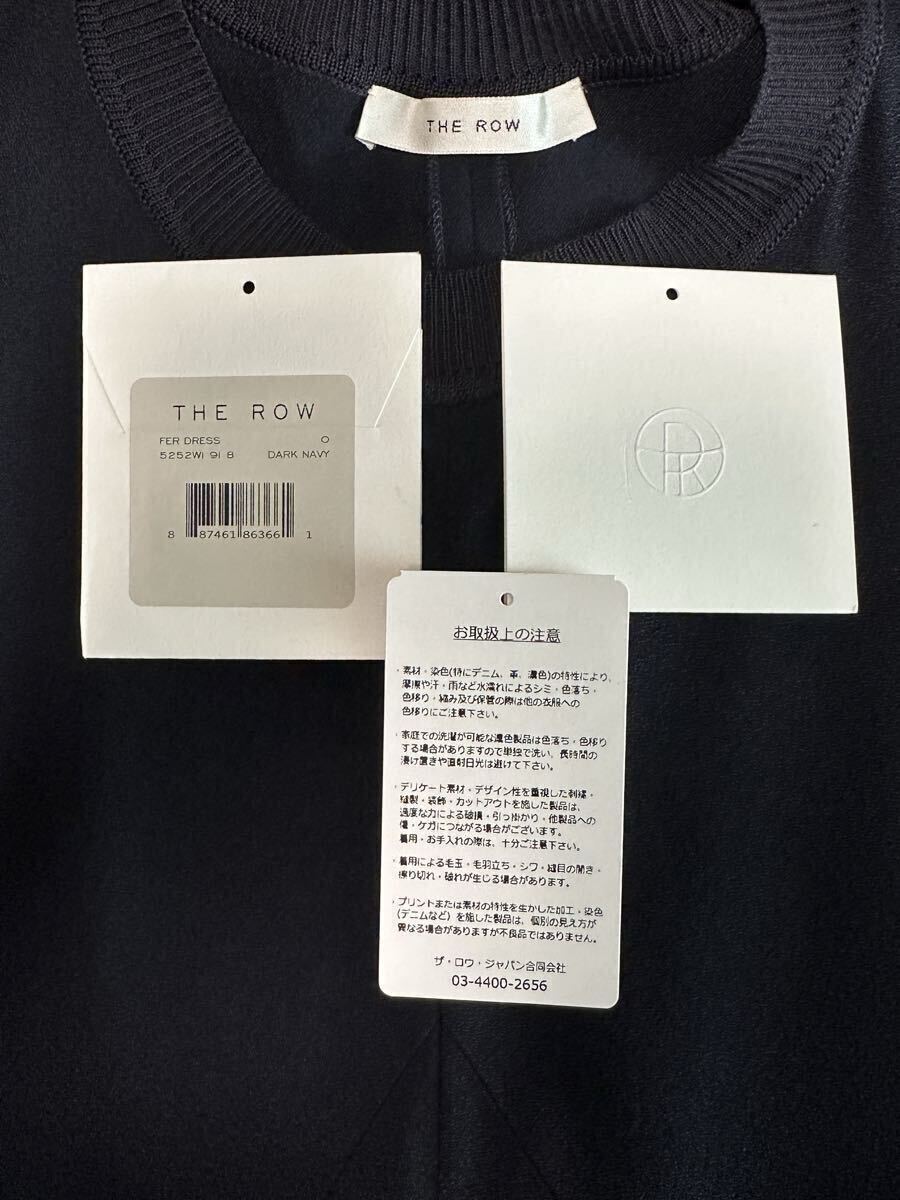 THE ROW
THE ROW
FER DRESS 0
5252W1 91 8 DARK NAVY
8 87461 86366 1
お取扱上の注意
・素材・染色(特にデニム、革、濃色)の特性により、
摩擦や汗・雨など水濡れによるシミ・色落ち・
色移り・縮み及び保管の際は他の衣服への
色移りにご注意下さい。
・家庭での洗濯が可能な濃色製品は色落ち・色移り
する場合がありますので単独で洗い、長時間の
浸け置きや直射日光は避けて下さい。
・デリケート素材・デザイン性を重視した刺繍・
縫製・装飾・カットアウトを施した製品は、
過度な力による破損・引っ掛かり・他製品への
傷・ケガにつながる場合がございます。
着用・お手入れの際は、十分ご注意下さい。
・着用による毛玉・毛羽立ち・シワ・縫目の開き・
擦り切れ・破れが生じる場合があります。
・プリントまたは素材の特性を生かした加工・染色
(デニムなど)を施した製品は、個別の見え方が
異なる場合がありますが不良品ではありません。
ザ・ロウ・ジャパン合同会社
03-4400-2656